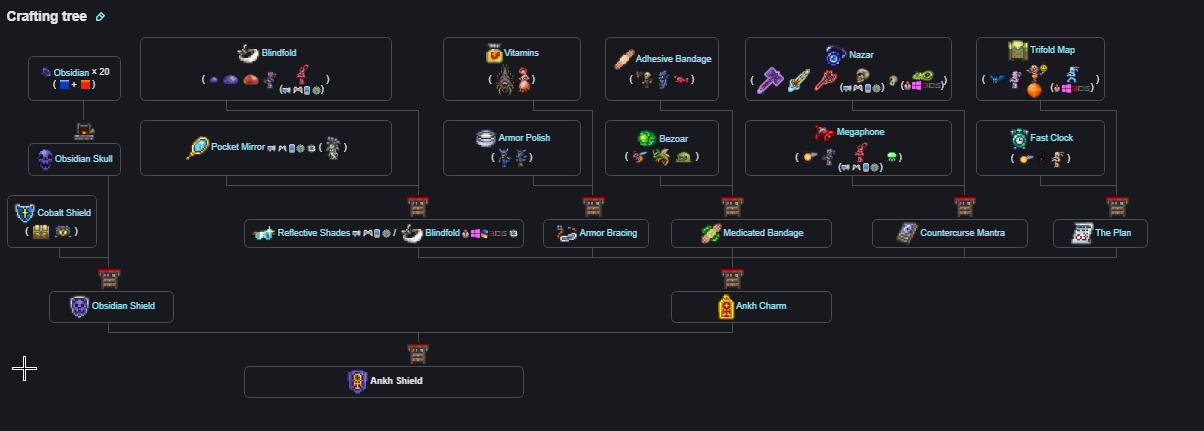 Crafting tree
Blindfold
Vitamins
Adhesive Bandage
Nazar
Trifold Map
Obsidian × 20
( + )
Obsidian Skull
Pocket Mirror
Armor Polish
Bezoar
Megaphone
Fast Clock
Cobalt Shield
Reflective Shades / Blindfold
Armor Bracing
Medicated Bandage
Countercurse Mantra
The Plan
Obsidian Shield
Ankh Charm
Ankh Shield